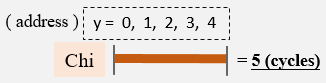 ( address ) y = 0, 1, 2, 3, 4
Chi = 5 (cycles)